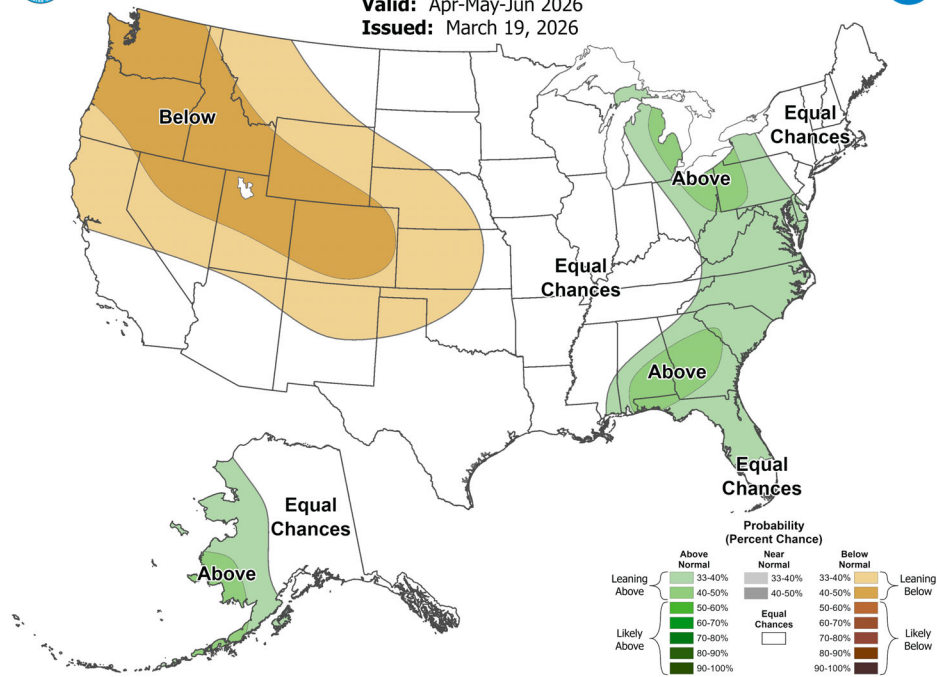 Valid: Apr-May-Jun 2026
Issued: March 19, 2026
Below
Equal
Chances
Above
Equal
Chances
Above
Equal
Chances
Equal
Chances
Above
Probability
(Percent Chance)
Above
Normal
Near
Normal
Below
Normal
Leaning
Above
33-40%
33-40%
33-40%
Leaning
Below
40-50%
40-50%
40-50%
Likely
Above
50-60%
Equal
Chances
50-60%
Likely
Below
60-70%
60-70%
70-80%
70-80%
80-90%
80-90%
90-100%
90-100%